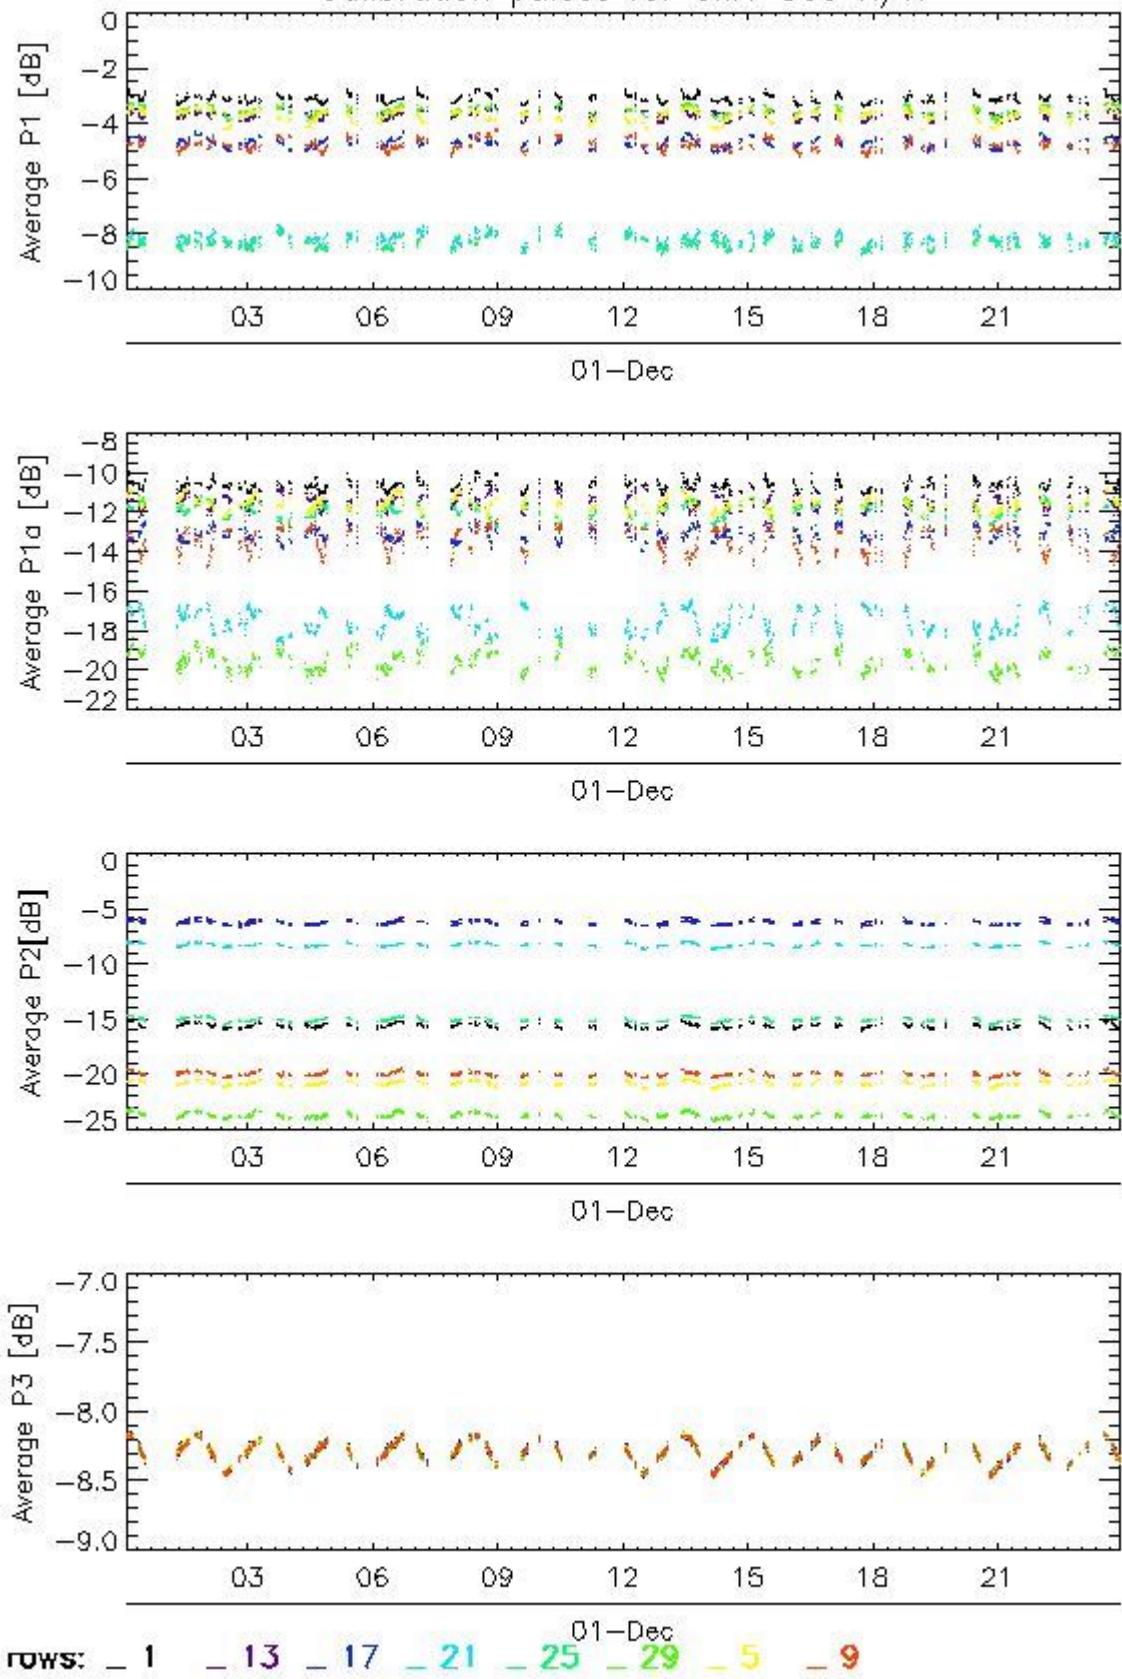 0
−2
−4
−6
−8
−10
Average P1 [dB]
03 06 09 12 15 18 21
01−Dec
−8
−10
−12
−14
−16
−18
−20
−22
Average P1a [dB]
03 06 09 12 15 18 21
01−Dec
0
−5
−10
−15
−20
−25
Average P2[dB]
03 06 09 12 15 18 21
01−Dec
−7.0
−7.5
−8.0
−8.5
−9.0
Average P3 [dB]
03 06 09 12 15 18 21
01−Dec
rows: _ 1 _ 13 _ 17 _ 21 _ 25 _ 29 _ 5 _ 9